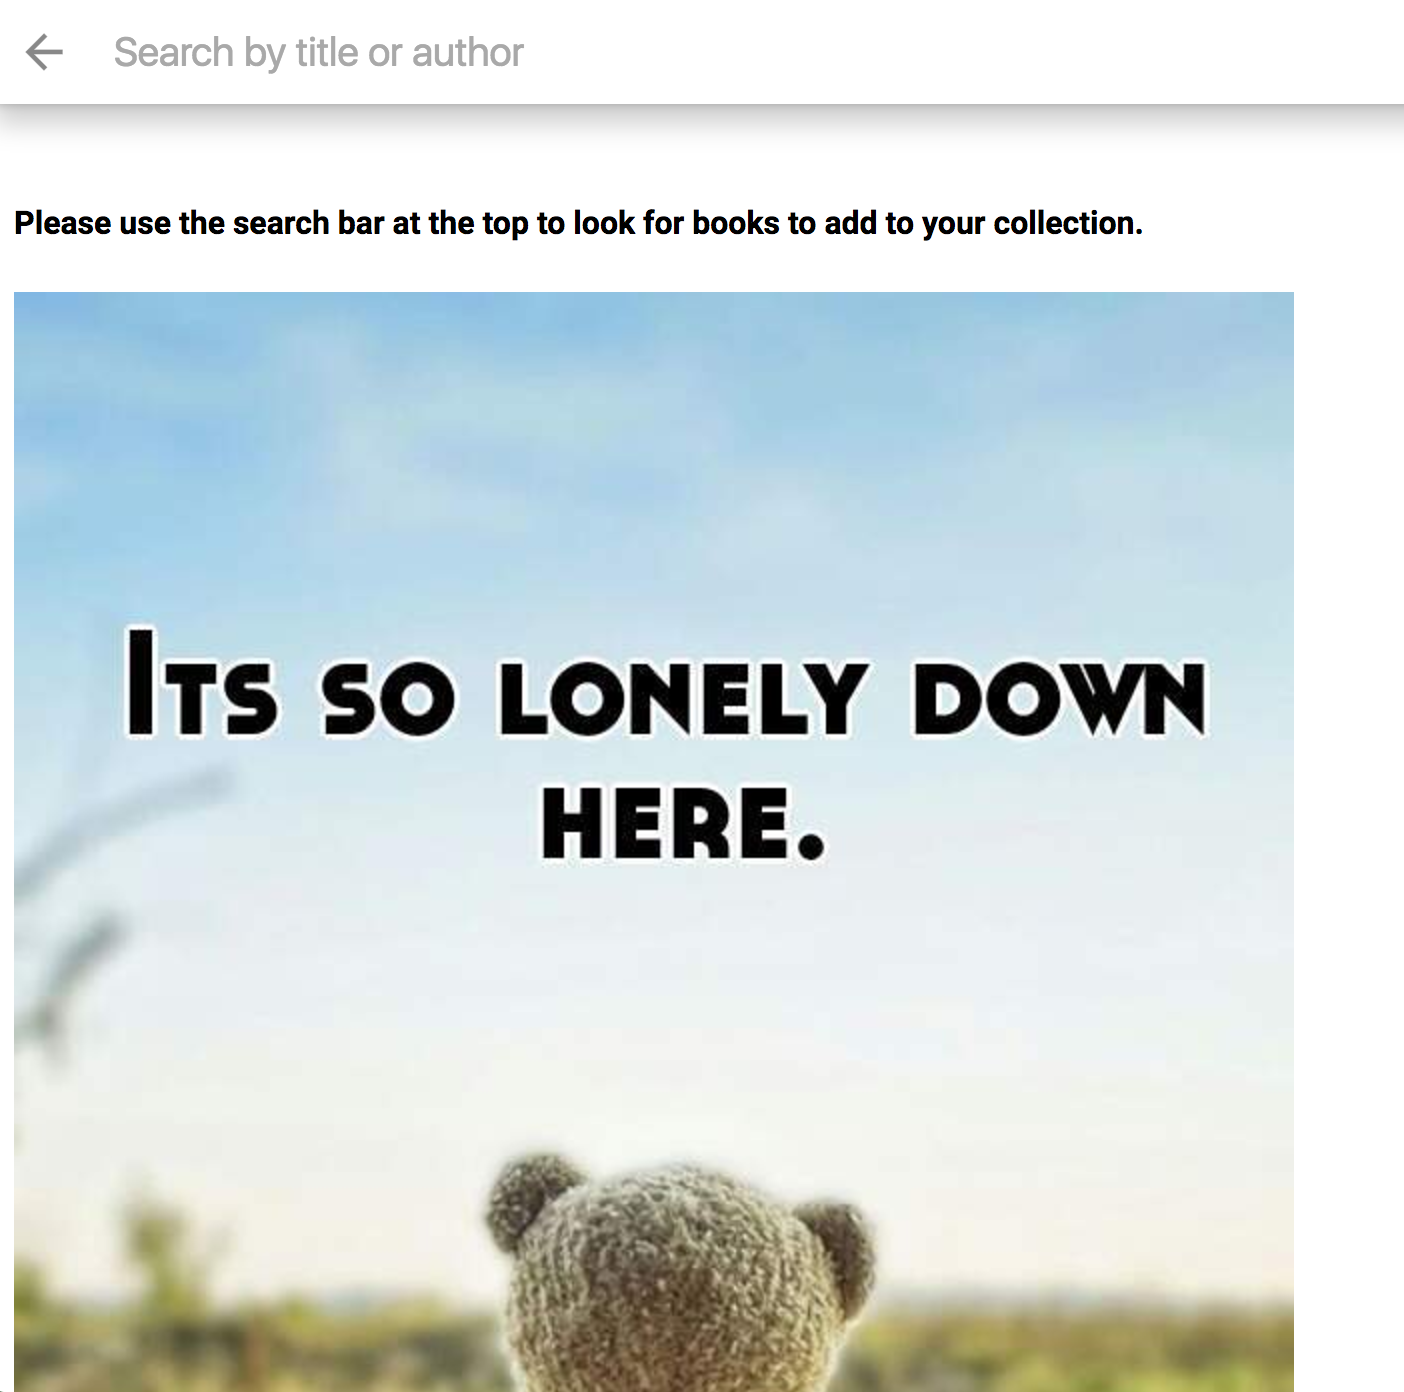 Search by title or author
Please use the search bar at the top to look for books to add to your collection.
Its so lonely down
here.